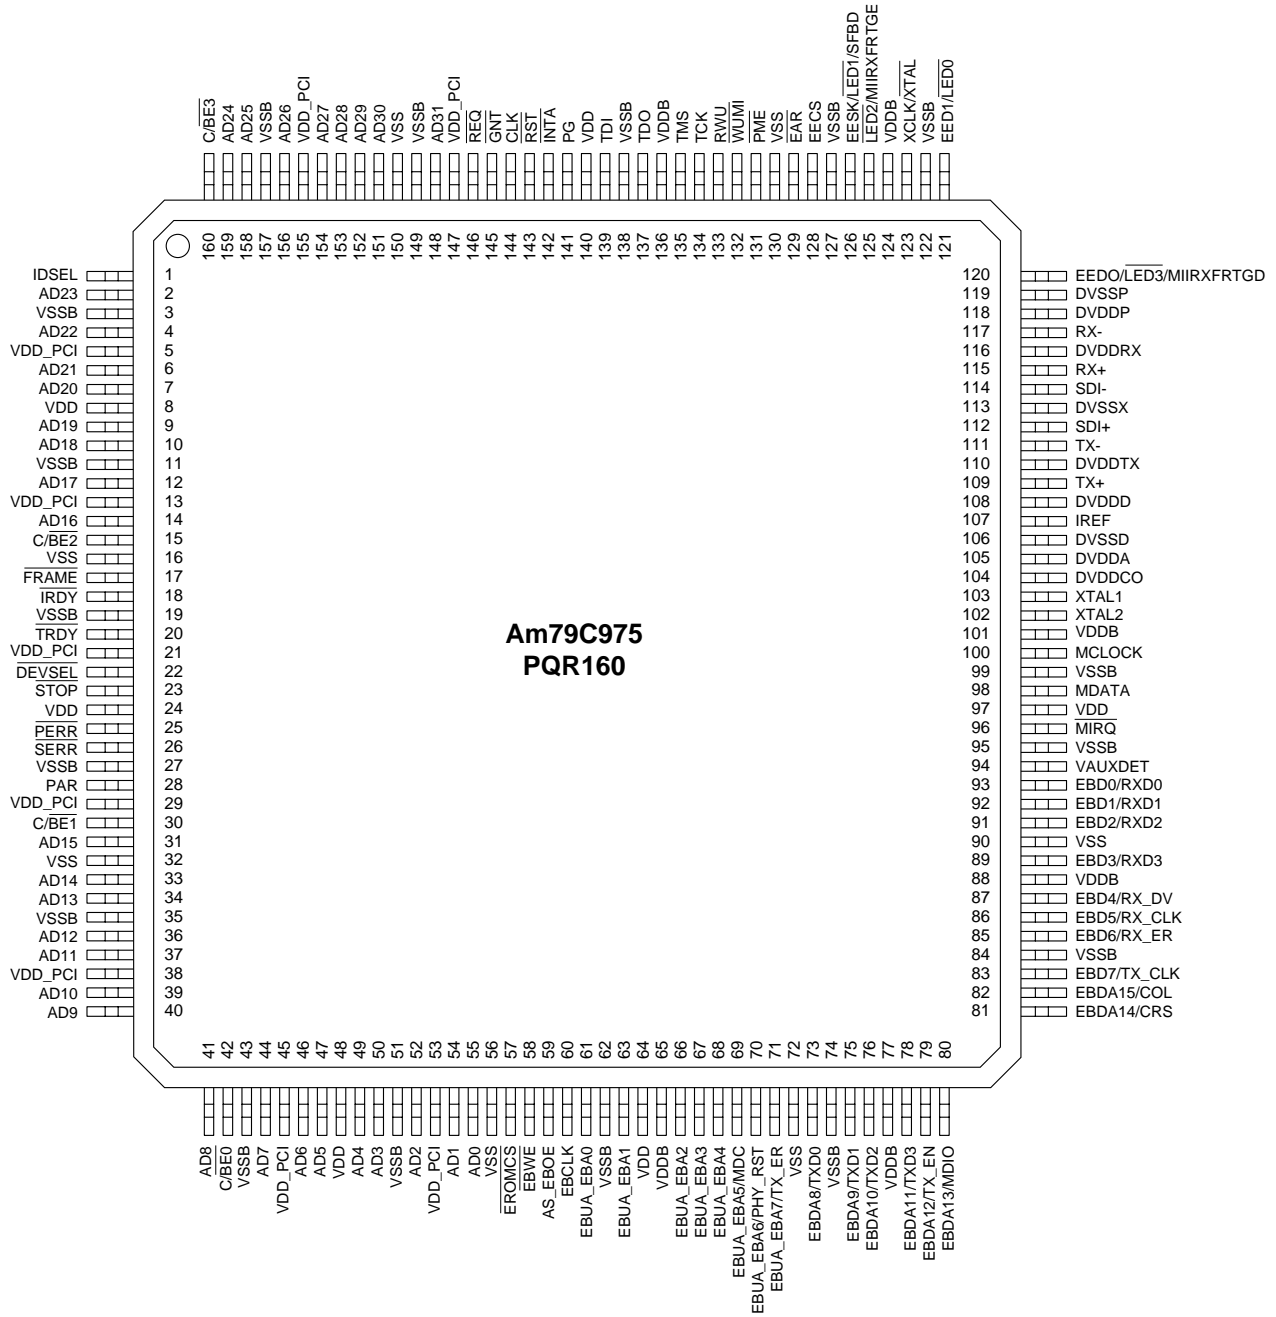 C/BE3
AD24
AD25
VSSB
AD26
VDD_PCI
AD27
AD28
AD29
AD30
VSS
VSSB
AD31
VDD_PCI
REQ
GNT
CLK
RST
INTA
PG
VDD
TDI
VSSB
TDO
VDDB
TMS
TCK
RWU
WUMI
PME
VSS
EAR
EECS
VSSB
EESK/LED1/SFBD
LED2/MIIRXFRTGE
VDDB
XCLK/XTAL
VSSB
EED1/LED0
160
159
158
157
156
155
154
153
152
151
150
149
148
147
146
145
144
143
142
141
140
139
138
137
136
135
134
133
132
131
130
129
128
127
126
125
124
123
122
121
IDSEL 1
AD23 2
VSSB 3
AD22 4
VDD_PCI 5
AD21 6
AD20 7
VDD 8
AD19 9
AD18 10
VSSB 11
AD17 12
VDD_PCI 13
AD16 14
C/BE2 15
VSS 16
FRAME 17
IRDY 18
VSSB 19
TRDY 20
VDD_PCI 21
DEVSEL 22
STOP 23
VDD 24
PERR 25
SERR 26
VSSB 27
PAR 28
VDD_PCI 29
C/BE1 30
AD15 31
VSS 32
AD14 33
AD13 34
VSSB 35
AD12 36
AD11 37
VDD_PCI 38
AD10 39
AD9 40
Am79C975
PQR160
120 EEDO/LED3/MIIRXFRTGD
119 DVSSP
118 DVDDP
117 RX-
116 DVDDRX
115 RX+
114 SDI-
113 DVSSX
112 SDI+
111 TX-
110 DVDDTX
109 TX+
108 DVDDD
107 IREF
106 DVSSD
105 DVDDA
104 DVDDCO
103 XTAL1
102 XTAL2
101 VDDB
100 MCLOCK
99 VSSB
98 MDATA
97 VDD
96 MIRQ
95 VSSB
94 VAUXDET
93 EBD0/RXD0
92 EBD1/RXD1
91 EBD2/RXD2
90 VSS
89 EBD3/RXD3
88 VDDB
87 EBD4/RX_DV
86 EBD5/RX_CLK
85 EBD6/RX_ER
84 VSSB
83 EBD7/TX_CLK
82 EBDA15/COL
81 EBDA14/CRS
41
42
43
44
45
46
47
48
49
50
51
52
53
54
55
56
57
58
59
60
61
62
63
64
65
66
67
68
69
70
71
72
73
74
75
76
77
78
79
80
AD8
C/BE0
VSSB
AD7
VDD_PCI
AD6
AD5
VDD
AD4
AD3
VSSB
AD2
VDD_PCI
AD1
AD0
VSS
EROMCS
EBWE
AS_EBOE
EBCLK
EBUA_EBA0
VSSB
EBUA_EBA1
VDD
VDDB
EBUA_EBA2
EBUA_EBA3
EBUA_EBA4
EBUA_EBA5/MDC
EBUA_EBA6/PHY_RST
EBUA_EBA7/TX_ER
VSS
EBDA8/TXD0
VSSB
EBDA9/TXD1
EBDA10/TXD2
VDDB
EBDA11/TXD3
EBDA12/TX_EN
EBDA13/MDIO